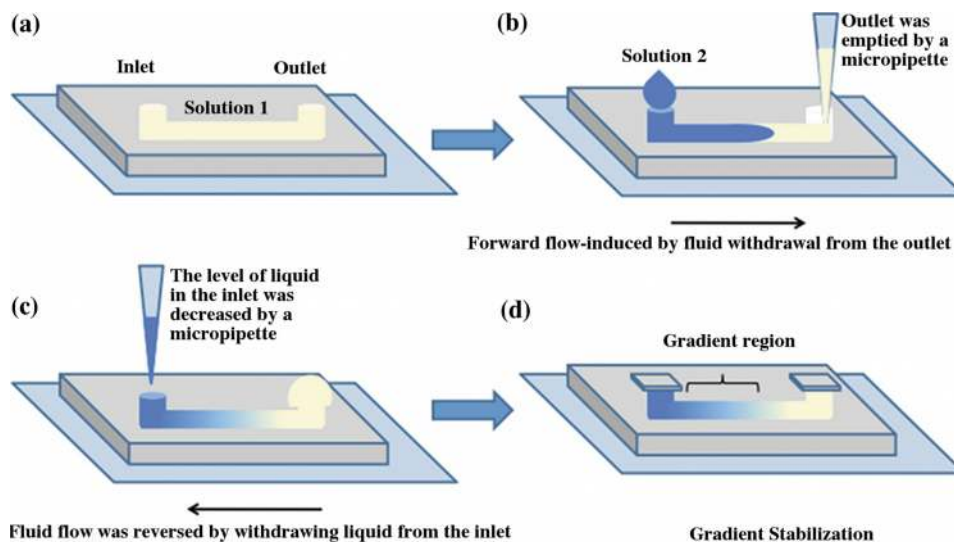 (a)
Inlet
Outlet
Solution 1
(b)
Solution 2
Outlet was
emptied by a
micropipette
Forward flow-induced by fluid withdrawal from the outlet
(c)
The level of liquid
in the inlet was
decreased by a
micropipette
Fluid flow was reversed by withdrawing liquid from the inlet
(d)
Gradient region
Gradient Stabilization